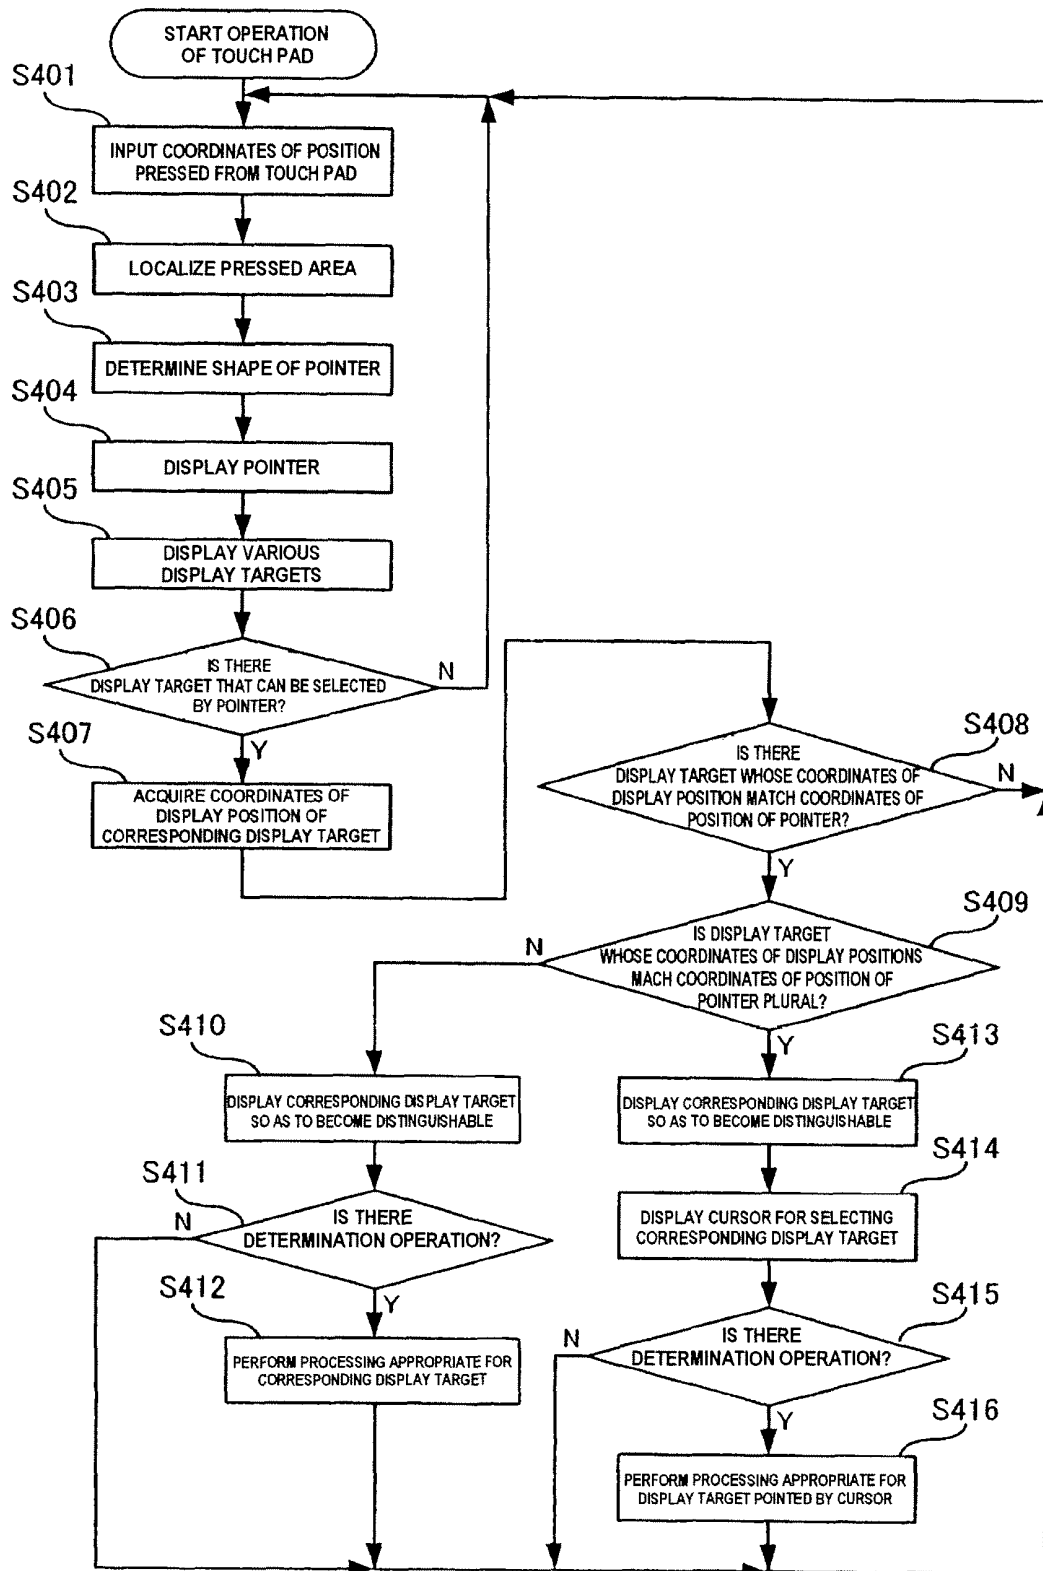 START OPERATION
OF TOUCH PAD
S401
INPUT COORDINATES OF POSITION
PRESSED FROM TOUCH PAD
S402
LOCALIZE PRESSED AREA
S403
DETERMINE SHAPE OF POINTER
S404
DISPLAY POINTER
S405
DISPLAY VARIOUS
DISPLAY TARGETS
S406
IS THERE
DISPLAY TARGET THAT CAN BE SELECTED
BY POINTER?
N
Y
S407
ACQUIRE COORDINATES OF
DISPLAY POSITION OF
CORRESPONDING DISPLAY TARGET
S408
IS THERE
DISPLAY TARGET WHOSE COORDINATES OF
DISPLAY POSITION MATCH COORDINATES OF
POSITION OF POINTER?
N
Y
S409
IS DISPLAY TARGET
WHOSE COORDINATES OF DISPLAY POSITIONS
MACH COORDINATES OF POSITION OF
POINTER PLURAL?
N
Y
S410
DISPLAY CORRESPONDING DISPLAY TARGET
SO AS TO BECOME DISTINGUISHABLE
S411
IS THERE
DETERMINATION OPERATION?
N
Y
S412
PERFORM PROCESSING APPROPRIATE FOR
CORRESPONDING DISPLAY TARGET
S413
DISPLAY CORRESPONDING DISPLAY TARGET
SO AS TO BECOME DISTINGUISHABLE
S414
DISPLAY CURSOR FOR SELECTING
CORRESPONDING DISPLAY TARGET
S415
IS THERE
DETERMINATION OPERATION?
N
Y
S416
PERFORM PROCESSING APPROPRIATE FOR
DISPLAY TARGET POINTED BY CURSOR